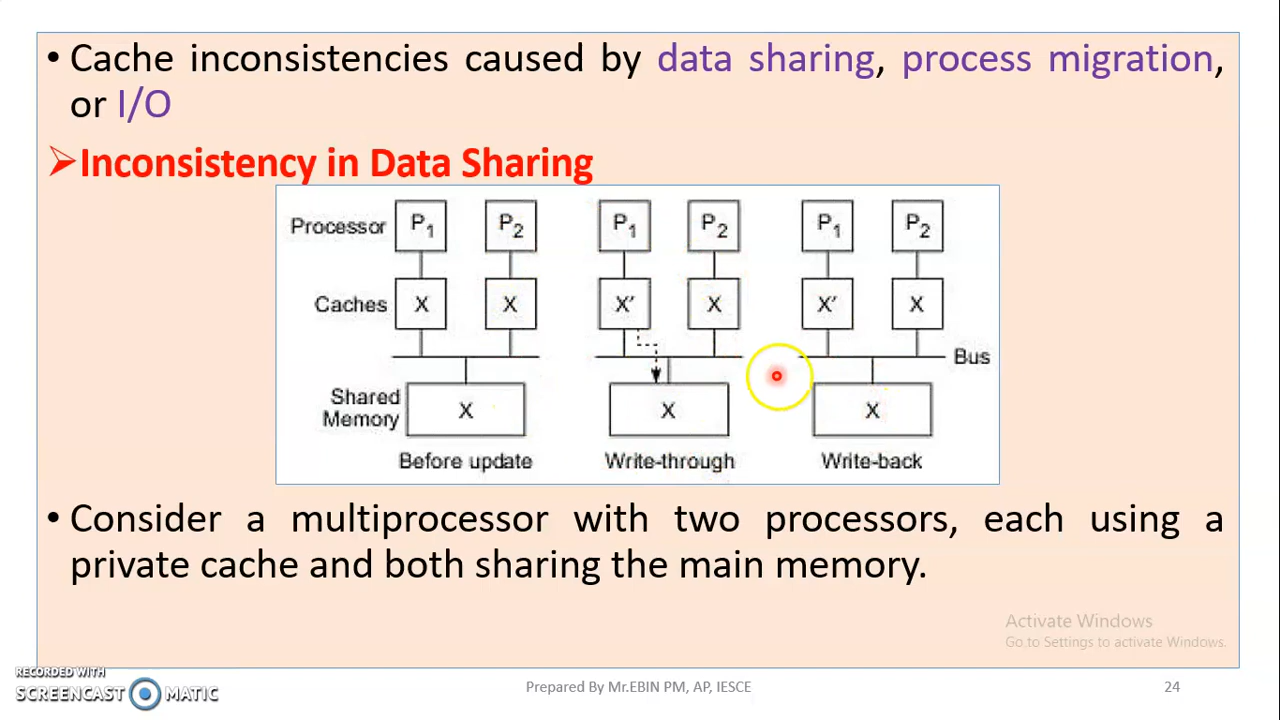 • Cache inconsistencies caused by data sharing, process migration,
or I/O
➢Inconsistency in Data Sharing
Processor P1 P2 P1 P2 P1 P2
Caches X X X' X X' X
Bus
Shared
Memory X X X
Before update Write-through Write-back
• Consider a multiprocessor with two processors, each using a
private cache and both sharing the main memory.
Activate Windows
Go to Settings to activate Windows.
RECORDED WITH
SCREENCAST MATIC
Prepared By Mr.EBIN PM, AP, IESCE
24